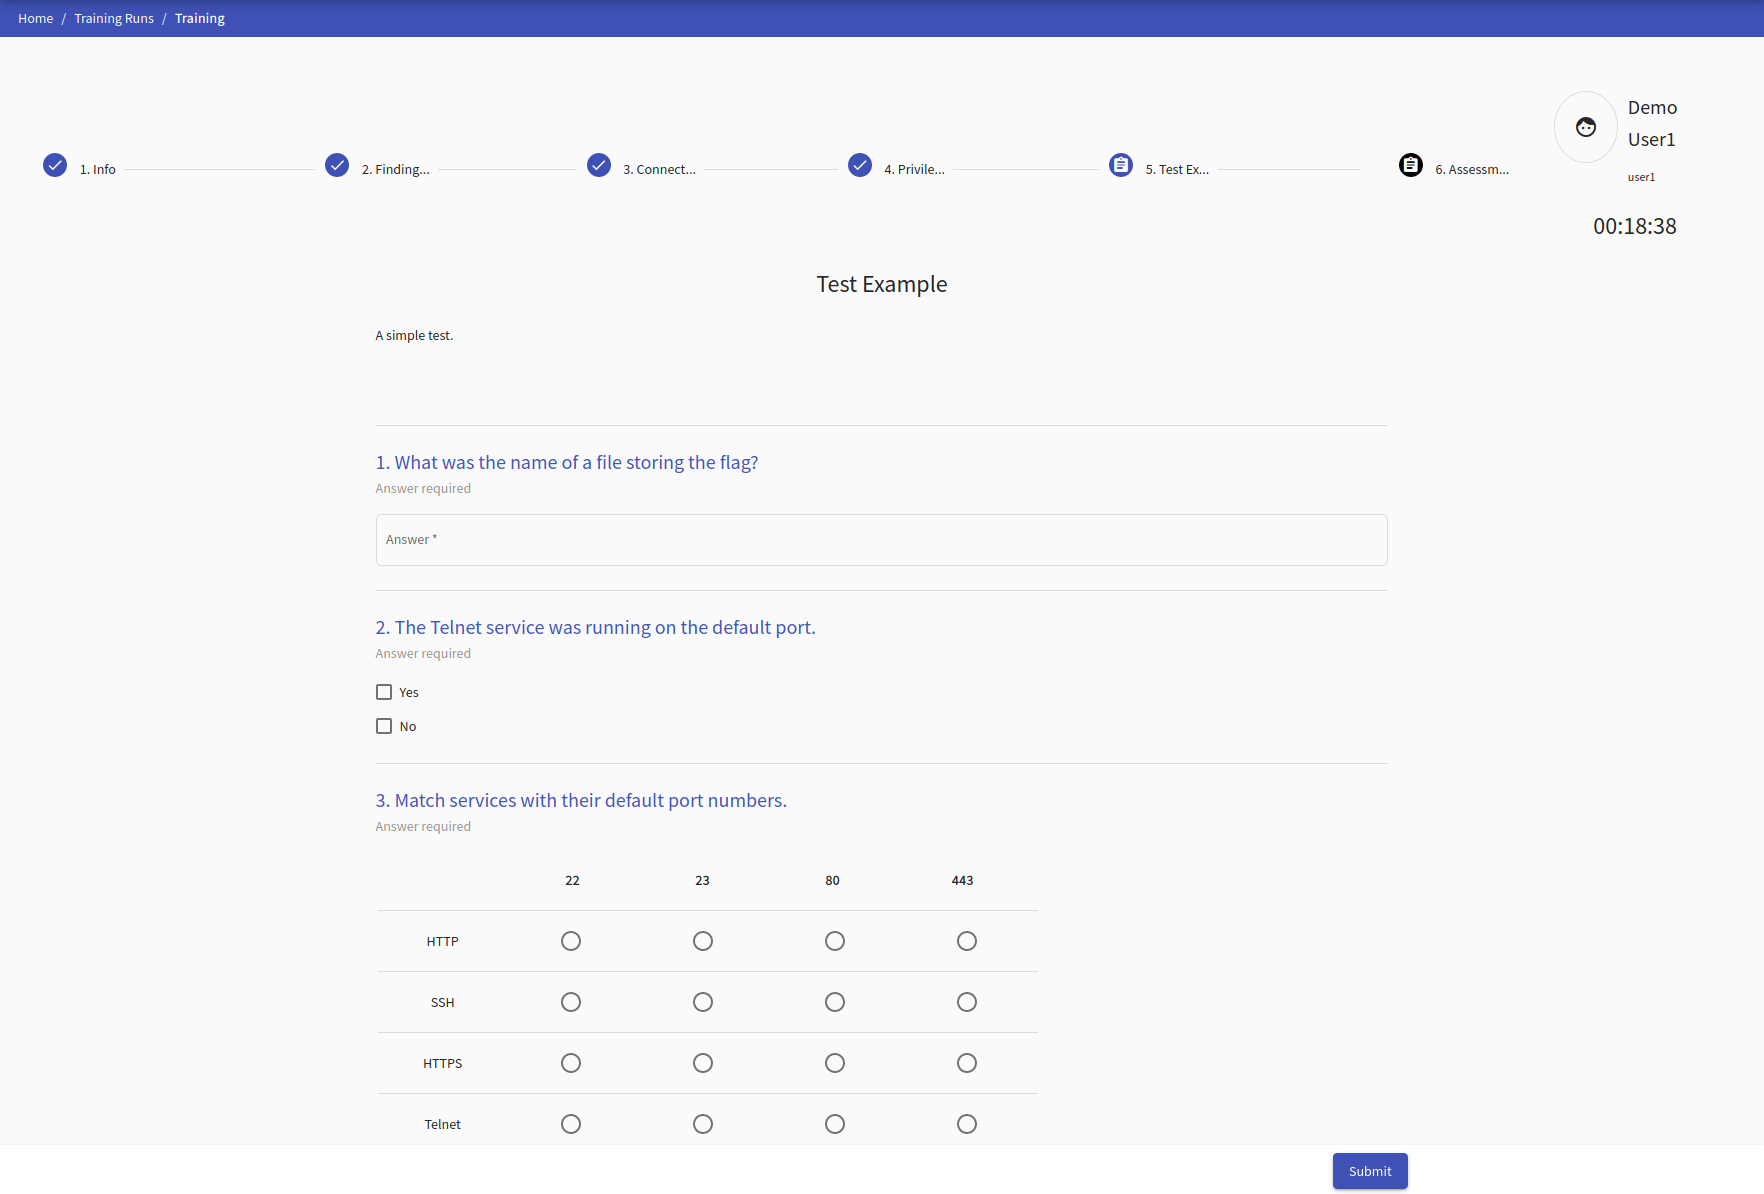 Home / Training Runs / Training
Demo
User1
user1
1. Info
2. Finding...
3. Connect...
4. Privile...
5. Test Ex...
6. Assessm...
00:18:38
Test Example
A simple test.
1. What was the name of a file storing the flag?
Answer required
Answer *
2. The Telnet service was running on the default port.
Answer required
Yes
No
3. Match services with their default port numbers.
Answer required
22 23 80 443
HTTP
SSH
HTTPS
Telnet
Submit